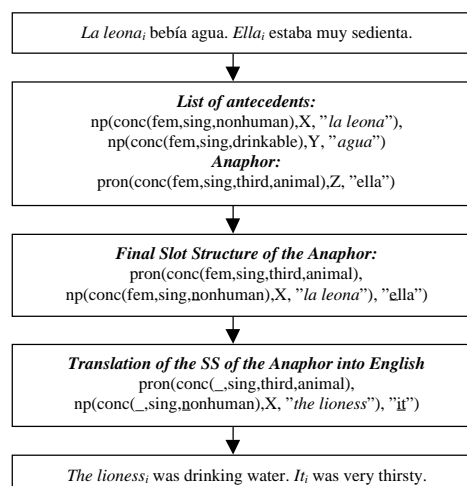 La leonaᵢ bebía agua. Ellaᵢ estaba muy sedienta.
List of antecedents:
np(conc(fem,sing,nonhuman),X, ”la leona”),
np(conc(fem,sing,drinkable),Y, ”agua”)
Anaphor:
pron(conc(fem,sing,third,animal),Z, ”ella”)
Final Slot Structure of the Anaphor:
pron(conc(fem,sing,third,animal),
np(conc(fem,sing,nonhuman),X, ”la leona”), ”ella”)
Translation of the SS of the Anaphor into English
pron(conc(_,sing,third,animal),
np(conc(_,sing,nonhuman),X, ”the lioness”), ”it”)
The lionessᵢ was drinking water. Itᵢ was very thirsty.